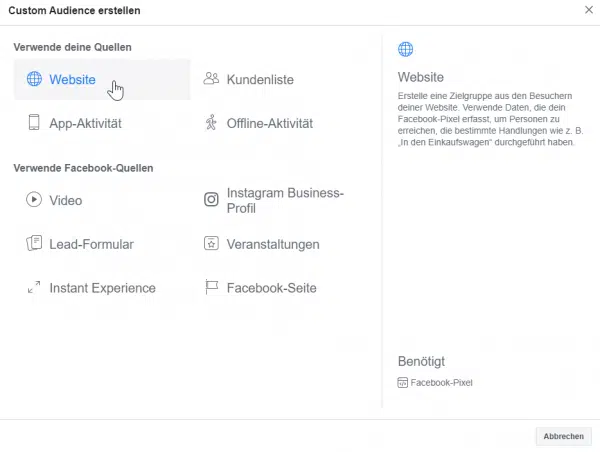 Custom Audience erstellen
Verwende deine Quellen
Website
Kundenliste
App-Aktivität
Offline-Aktivität
Verwende Facebook-Quellen
Video
Instagram Business-
Profil
Lead-Formular
Veranstaltungen
Instant Experience
Facebook-Seite
Website
Erstelle eine Zielgruppe aus den Besuchern
deiner Website. Verwende Daten, die dein
Facebook-Pixel erfasst, um Personen zu
erreichen, die bestimmte Handlungen wie z. B.
„In den Einkaufswagen" durchgeführt haben.
Benötigt
Facebook-Pixel
Abbrechen